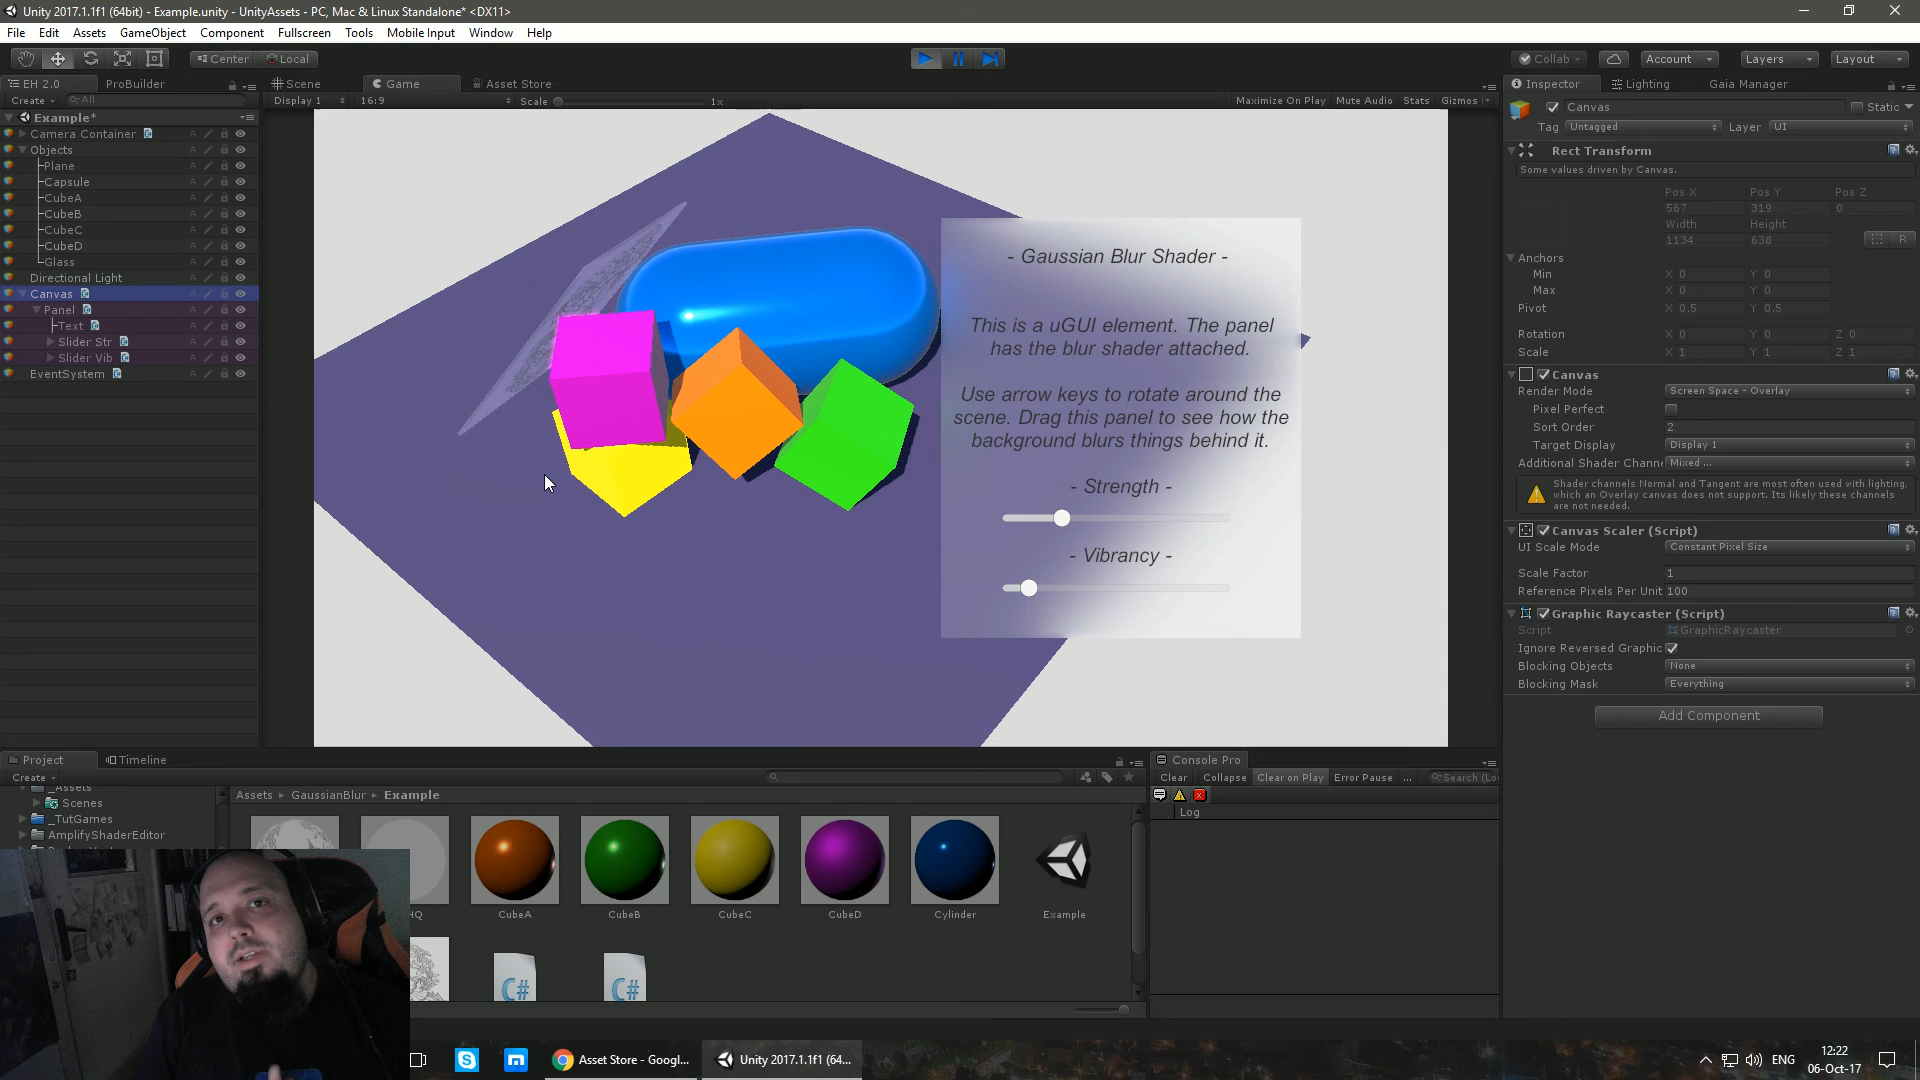 Unity 2017.1.1f1 (64bit) - Example.unity - UnityAssets - PC, Mac & Linux Standalone* <DX11>
File Edit Assets GameObject Component Fullscreen Tools Mobile Input Window Help
Center Local
Collab Account Layers Layout
EH 2.0 ProBuilder
Scene Game Asset Store
Inspector Lighting Gaia Manager
Create All
Display 1 16:9 Scale 1x
Maximize On Play Mute Audio Stats Gizmos
Example*
Camera Container
Objects
Plane
Capsule
CubeA
CubeB
CubeC
CubeD
Glass
Directional Light
Canvas
Panel
Text
Slider Str
Slider Vib
EventSystem
- Gaussian Blur Shader -
This is a uGUI element. The panel
has the blur shader attached.
Use arrow keys to rotate around the
scene. Drag this panel to see how the
background blurs things behind it.
- Strength -
- Vibrancy -
Canvas Static
Tag Untagged Layer UI
Rect Transform
Some values driven by Canvas.
Pos X Pos Y Pos Z
567 319 0
Width Height
1134 638
R
Anchors
Min X 0 Y 0
Max X 0 Y 0
Pivot X 0.5 Y 0.5
Rotation X 0 Y 0 Z 0
Scale X 1 Y 1 Z 1
Canvas
Render Mode Screen Space - Overlay
Pixel Perfect
Sort Order 2
Target Display Display 1
Additional Shader Channe Mixed ...
Shader channels Normal and Tangent are most often used with lighting,
which an Overlay canvas does not support. Its likely these channels
are not needed.
Canvas Scaler (Script)
UI Scale Mode Constant Pixel Size
Scale Factor 1
Reference Pixels Per Unit 100
Graphic Raycaster (Script)
Script GraphicRaycaster
Ignore Reversed Graphic
Blocking Objects None
Blocking Mask Everything
Add Component
Project Timeline
Create
_Assets
Scenes
_TutGames
AmplifyShaderEditor
Assets GaussianBlur Example
HQ CubeA CubeB CubeC CubeD Cylinder Example
C# C#
Console Pro
Clear Collapse Clear on Play Error Pause ... Search (Lo
Log
Asset Store - Googl...
Unity 2017.1.1f1 (64...
ENG
12:22
06-Oct-17